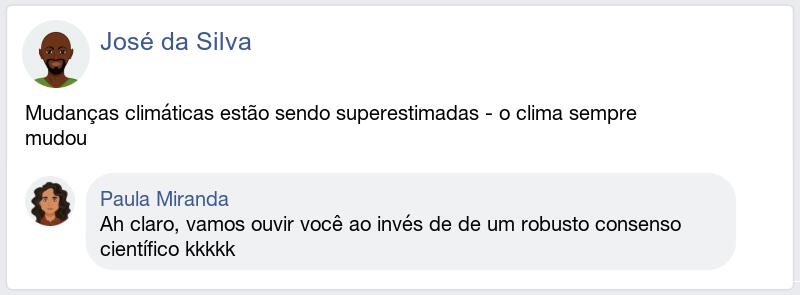 José da Silva
Mudanças climáticas estão sendo superestimadas - o clima sempre
mudou
Paula Miranda
Ah claro, vamos ouvir você ao invés de de um robusto consenso
científico kkkkk